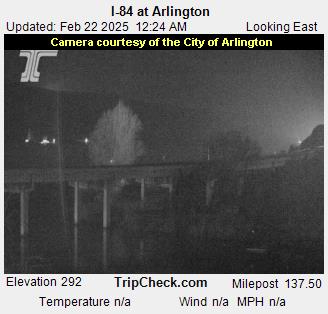 I-84 at Arlington
Updated: Feb 22 2025 12:24 AM Looking East
Camera courtesy of the City of Arlington
Elevation 292 TripCheck.com Milepost 137.50
Temperature n/a Wind n/a MPH n/a